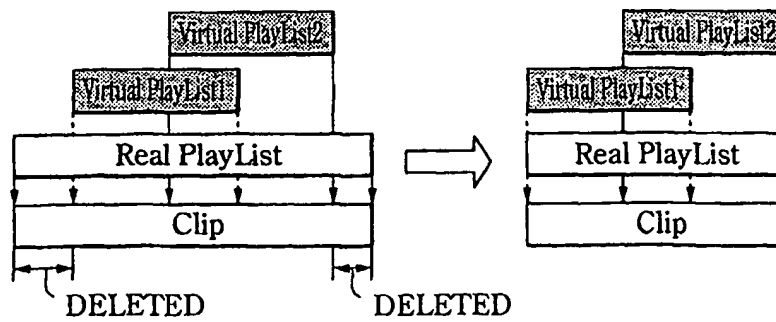 Virtual PlayList2
Virtual PlayList1
Real PlayList
Clip
DELETED
DELETED
Virtual PlayList2
Virtual PlayList1
Real PlayList
Clip